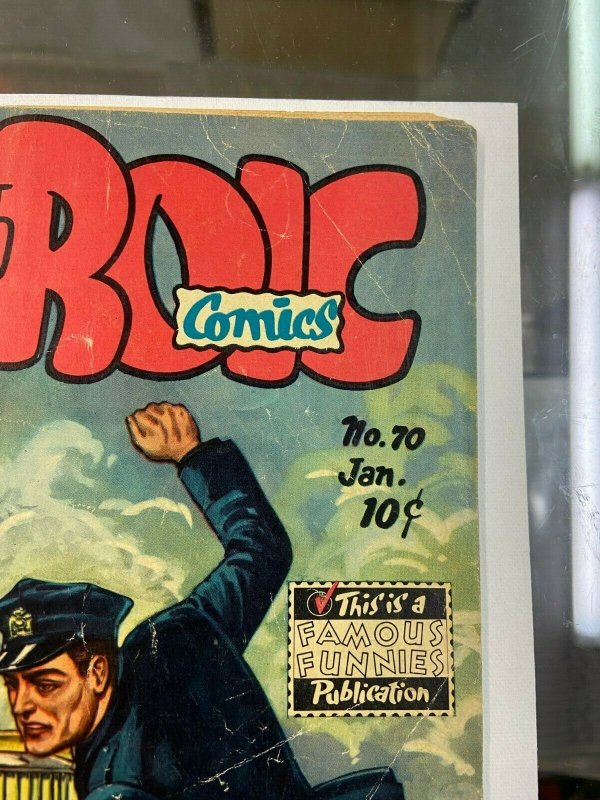 ROIC
Comics
No. 70
Jan.
10¢
This is a
FAMOUS
FUNNIES
Publication